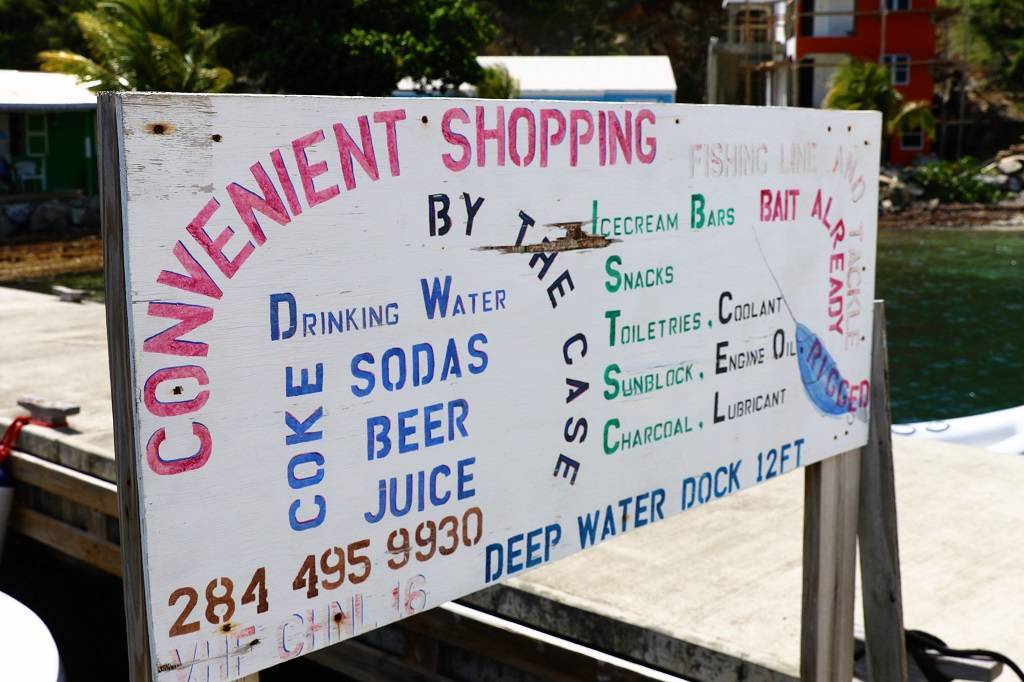 CONVENIENT SHOPPING
BY THE CASE
DRINKING WATER
COKE
SODAS
BEER
JUICE
284 495 9930
VHF CHNL 16
ICECREAM BARS
SNACKS
TOILETRIES, COOLANT
SUNBLOCK, ENGINE OIL
CHARCOAL, LUBRICANT
FISHING LINE AND TACKLE
BAIT ALREADY
RIGGED
DEEP WATER DOCK 12FT